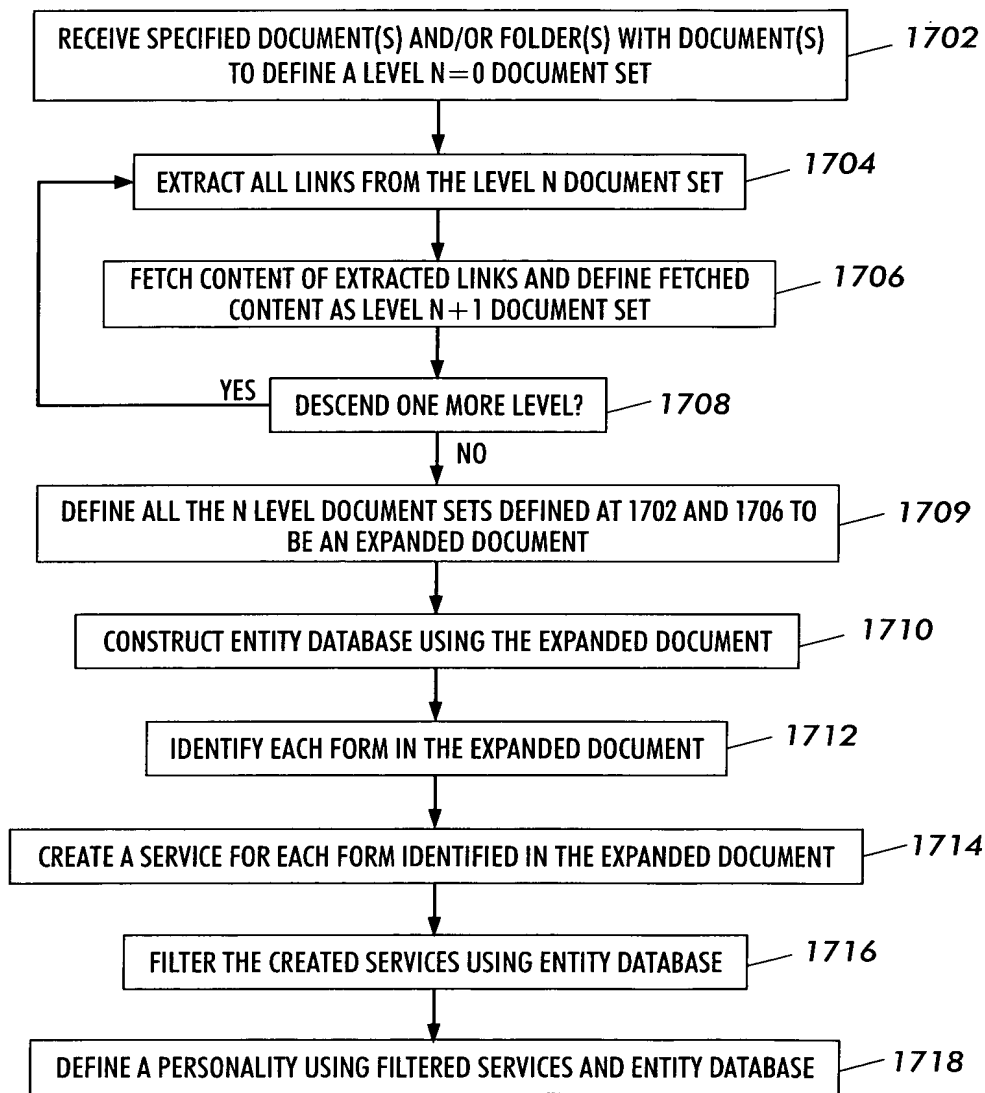 RECEIVE SPECIFIED DOCUMENT(S) AND/OR FOLDER(S) WITH DOCUMENT(S)
TO DEFINE A LEVEL N=0 DOCUMENT SET
1702
EXTRACT ALL LINKS FROM THE LEVEL N DOCUMENT SET
1704
FETCH CONTENT OF EXTRACTED LINKS AND DEFINE FETCHED
CONTENT AS LEVEL N+1 DOCUMENT SET
1706
YES
DESCEND ONE MORE LEVEL?
1708
NO
DEFINE ALL THE N LEVEL DOCUMENT SETS DEFINED AT 1702 AND 1706 TO
BE AN EXPANDED DOCUMENT
1709
CONSTRUCT ENTITY DATABASE USING THE EXPANDED DOCUMENT
1710
IDENTIFY EACH FORM IN THE EXPANDED DOCUMENT
1712
CREATE A SERVICE FOR EACH FORM IDENTIFIED IN THE EXPANDED DOCUMENT
1714
FILTER THE CREATED SERVICES USING ENTITY DATABASE
1716
DEFINE A PERSONALITY USING FILTERED SERVICES AND ENTITY DATABASE
1718